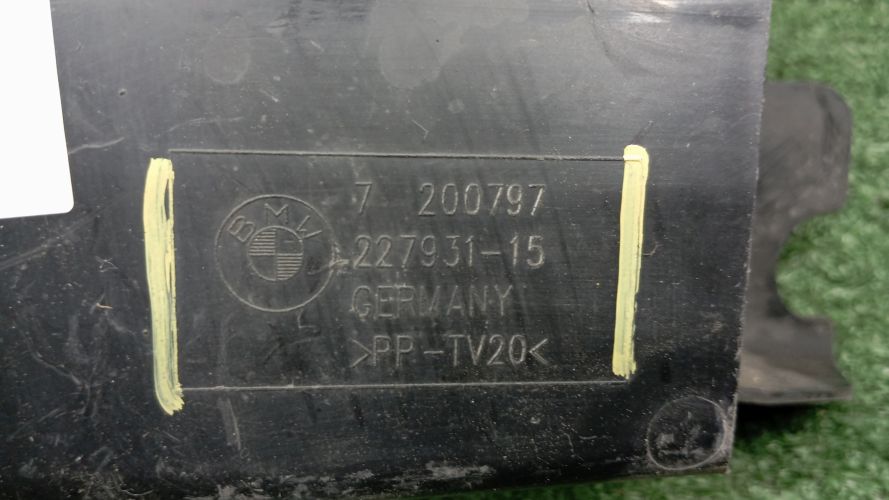 BMW
7 200797
227931-15
GERMANY
>PP-TV20<